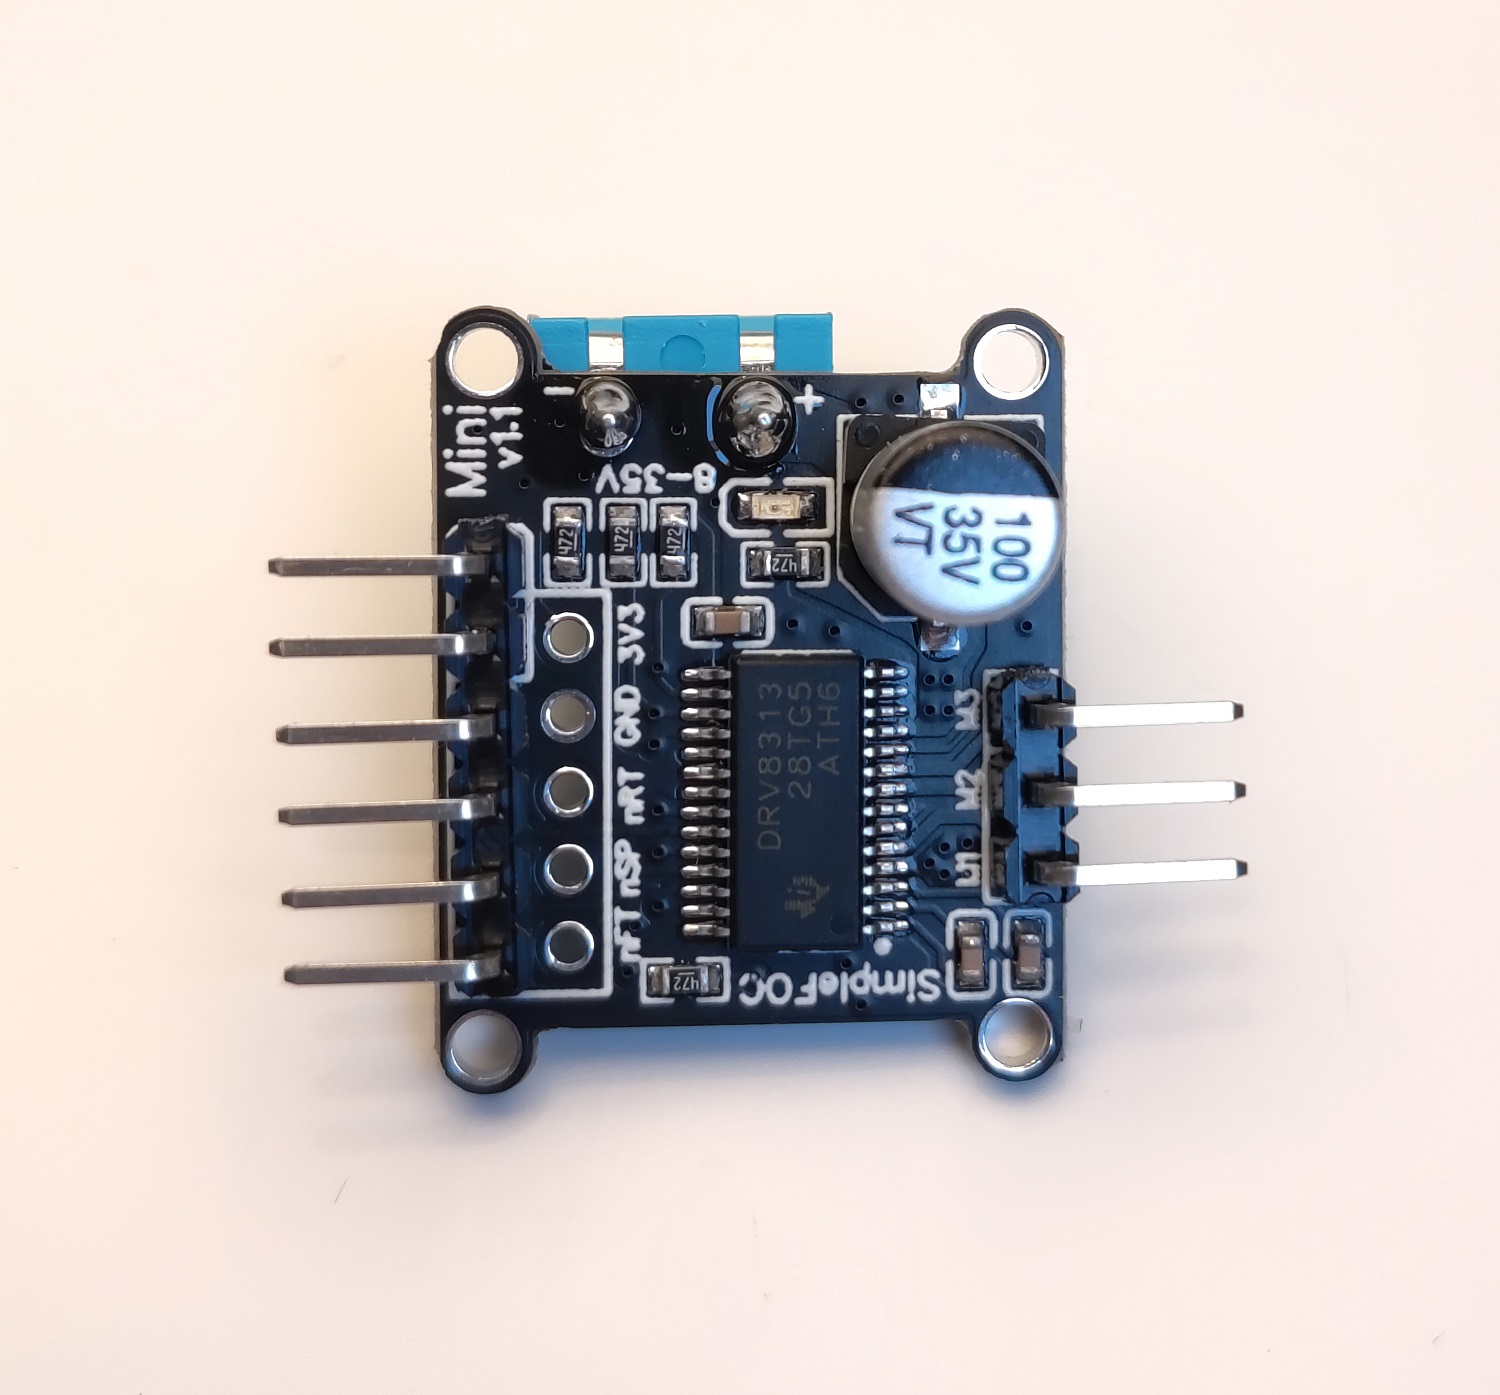 Mini
v1.1
-
+
8-35V
472
472
472
472
100
35V
VT
3V3
GND
nRT
nSP
nFT
DRV8313
28TG5
ATH6
M3
M2
M1
472
SimpleFOC